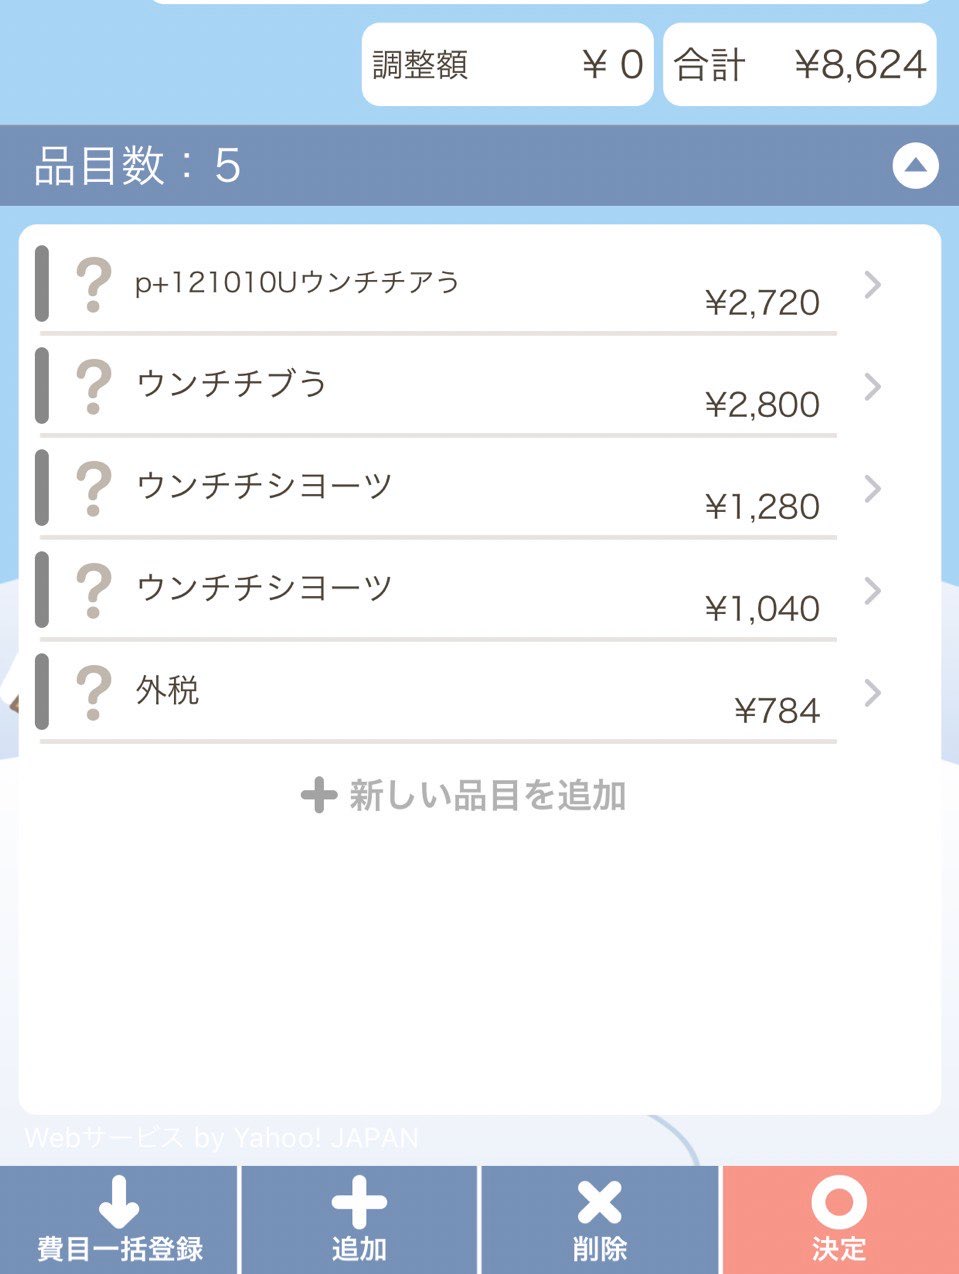 調整額 ¥ 0 合計 ¥8,624
品目数：5
? p+121010Uウンチチアう ¥2,720
? ウンチチブう ¥2,800
? ウンチチシヨーツ ¥1,280
? ウンチチシヨーツ ¥1,040
? 外税 ¥784
+ 新しい品目を追加
Webサービス by Yahoo! JAPAN
費目一括登録 追加 削除 決定